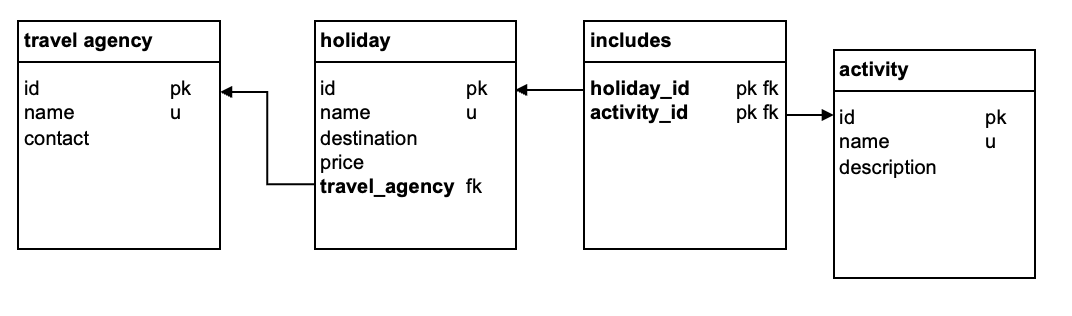 travel agency
id pk
name u
contact
holiday
id pk
name u
destination
price
travel_agency fk
includes
holiday_id pk fk
activity_id pk fk
activity
id pk
name u
description